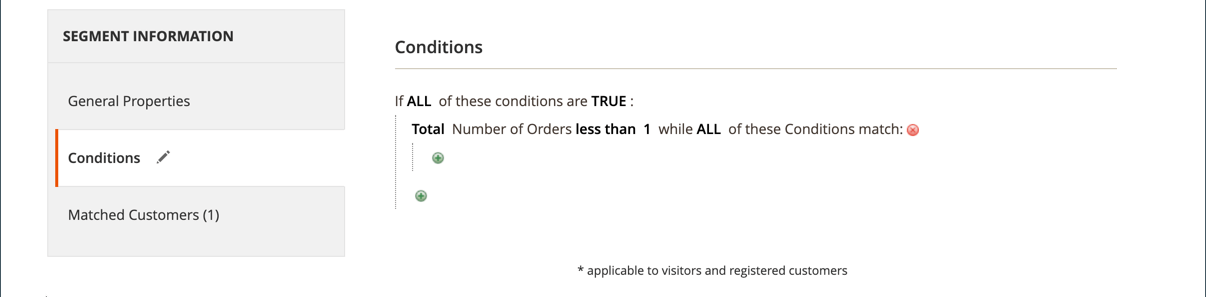 SEGMENT INFORMATION
General Properties
Conditions
Matched Customers (1)
Conditions
If ALL of these conditions are TRUE :
Total Number of Orders less than 1 while ALL of these Conditions match:
* applicable to visitors and registered customers